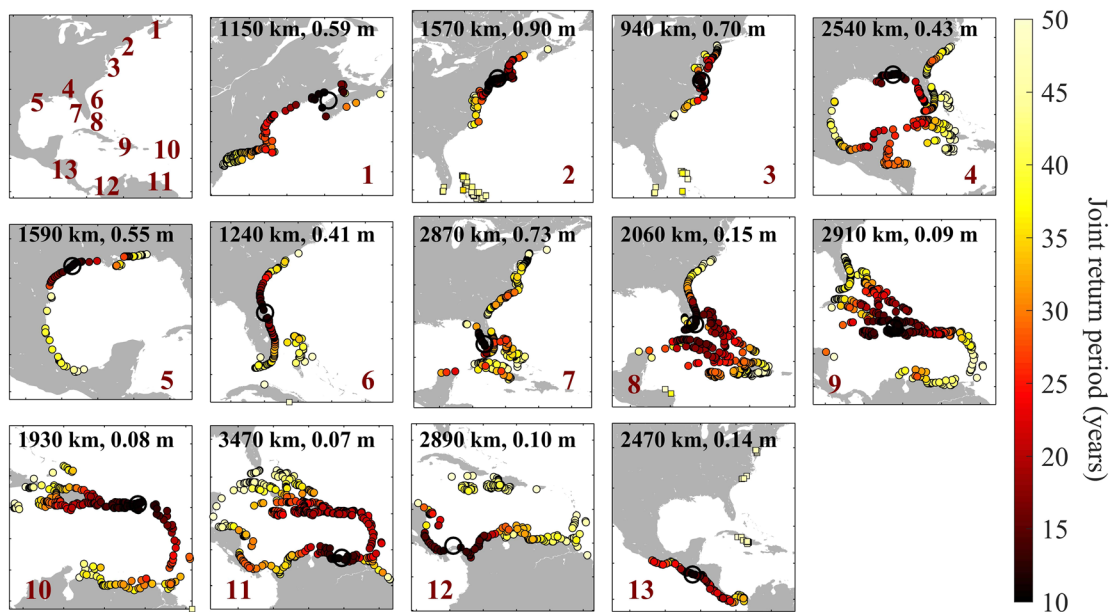 1
2
3
4
5
6
7
8
9
10
11
12
13
1150 km, 0.59 m
1
1570 km, 0.90 m
2
940 km, 0.70 m
3
2540 km, 0.43 m
4
1590 km, 0.55 m
5
1240 km, 0.41 m
6
2870 km, 0.73 m
7
2060 km, 0.15 m
8
2910 km, 0.09 m
9
1930 km, 0.08 m
10
3470 km, 0.07 m
11
2890 km, 0.10 m
12
2470 km, 0.14 m
13
50
45
40
35
30
25
20
15
10
Joint return period (years)